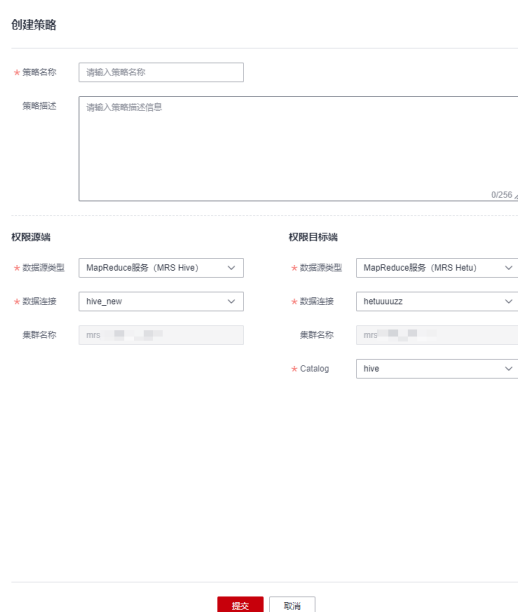 创建策略
* 策略名称 请输入策略名称
策略描述 请输入策略描述信息
0/256
权限源端 权限目标端
* 数据源类型 MapReduce服务（MRS Hive） * 数据源类型 MapReduce服务（MRS Hetu）
* 数据连接 hive_new * 数据连接 hetuuuuzz
集群名称 mrs 集群名称 mrs
* Catalog hive
提交 取消